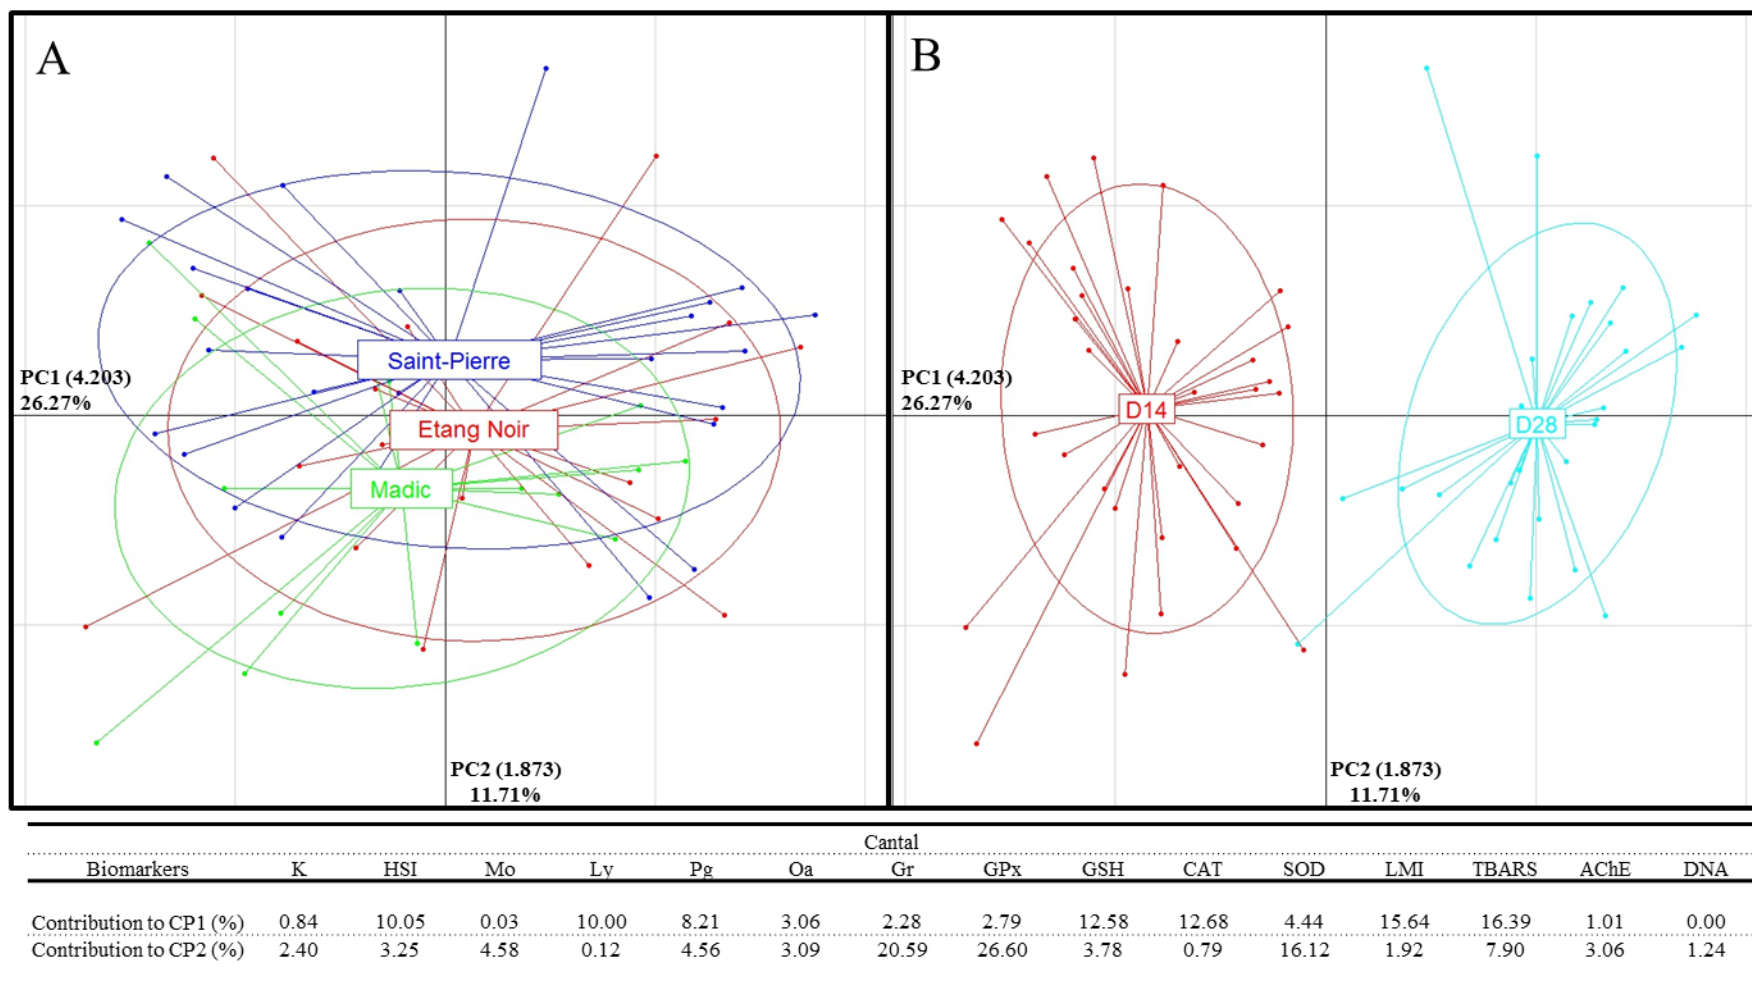 A
B
Saint-Pierre
PC1 (4.203)
26.27%
PC1 (4.203)
26.27%
D14
Etang Noir
D28
Madic
PC2 (1.873)
11.71%
PC2 (1.873)
11.71%
Cantal
Biomarkers K HSI Mo Ly Pg Oa Gr GPx GSH CAT SOD LMI TBARS AChE DNA
Contribution to CP1 (%) 0.84 10.05 0.03 10.00 8.21 3.06 2.28 2.79 12.58 12.68 4.44 15.64 16.39 1.01 0.00
Contribution to CP2 (%) 2.40 3.25 4.58 0.12 4.56 3.09 20.59 26.60 3.78 0.79 16.12 1.92 7.90 3.06 1.24